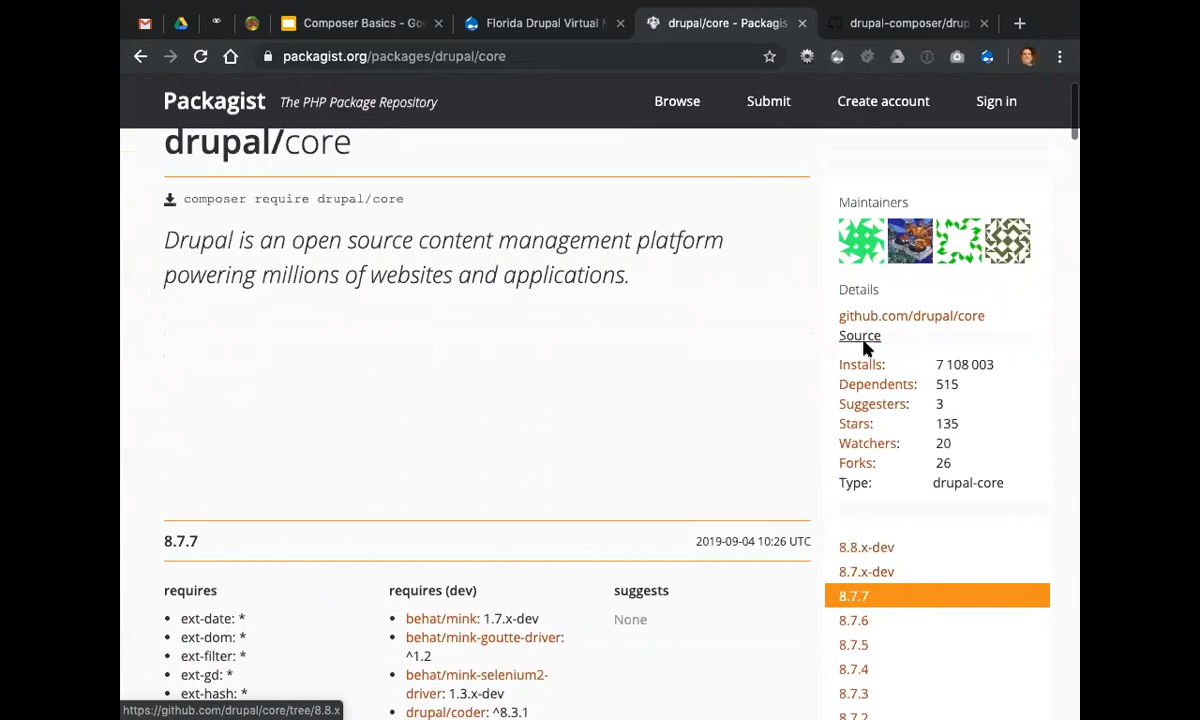 Composer Basics - Goo
Florida Drupal Virtual M
drupal/core - Packagis
drupal-composer/drup
packagist.org/packages/drupal/core
Packagist The PHP Package Repository
Browse
Submit
Create account
Sign in
drupal/core
composer require drupal/core
Drupal is an open source content management platform
powering millions of websites and applications.
Maintainers
Details
github.com/drupal/core
Source
Installs: 7 108 003
Dependents: 515
Suggesters: 3
Stars: 135
Watchers: 20
Forks: 26
Type: drupal-core
8.7.7 2019-09-04 10:26 UTC
requires
ext-date: *
ext-dom: *
ext-filter: *
ext-gd: *
ext-hash: *
requires (dev)
behat/mink: 1.7.x-dev
behat/mink-goutte-driver:
^1.2
behat/mink-selenium2-
driver: 1.3.x-dev
drupal/coder: ^8.3.1
suggests
None
8.8.x-dev
8.7.x-dev
8.7.7
8.7.6
8.7.5
8.7.4
8.7.3
8.7.2
https://github.com/drupal/core/tree/8.8.x